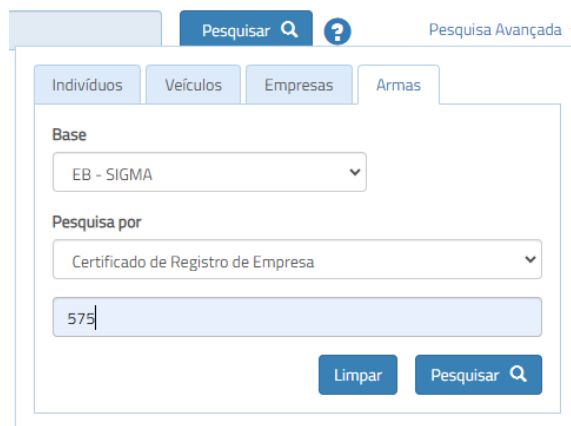 Pesquisar ? Pesquisa Avançada
Indivíduos Veículos Empresas Armas
Base
EB - SIGMA
Pesquisa por
Certificado de Registro de Empresa
575
Limpar Pesquisar